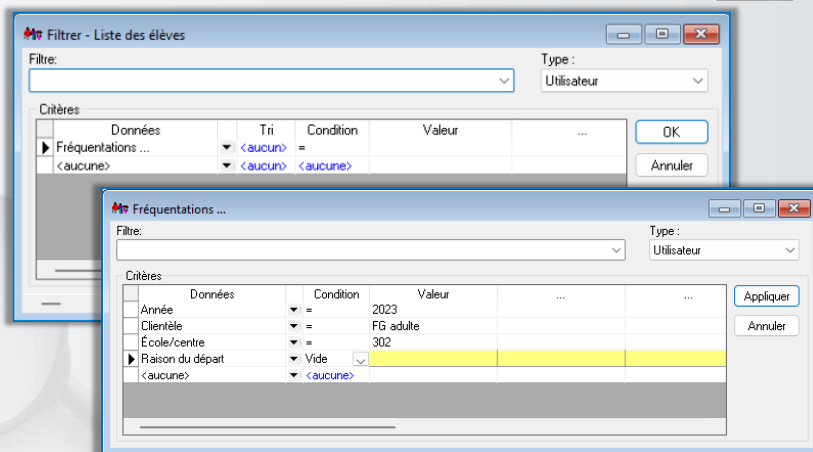 Filtrer - Liste des élèves
Filtre: Type :
Utilisateur
Critères
Données Tri Condition Valeur ... OK
Fréquentations ... <aucun> =
<aucune> <aucun> <aucune> Annuler
Fréquentations ...
Filtre: Type :
Utilisateur
Critères
Données Condition Valeur ... ... Appliquer
Année = 2023
Clientèle = FG adulte Annuler
École/centre = 302
Raison du départ Vide
<aucune> <aucune>